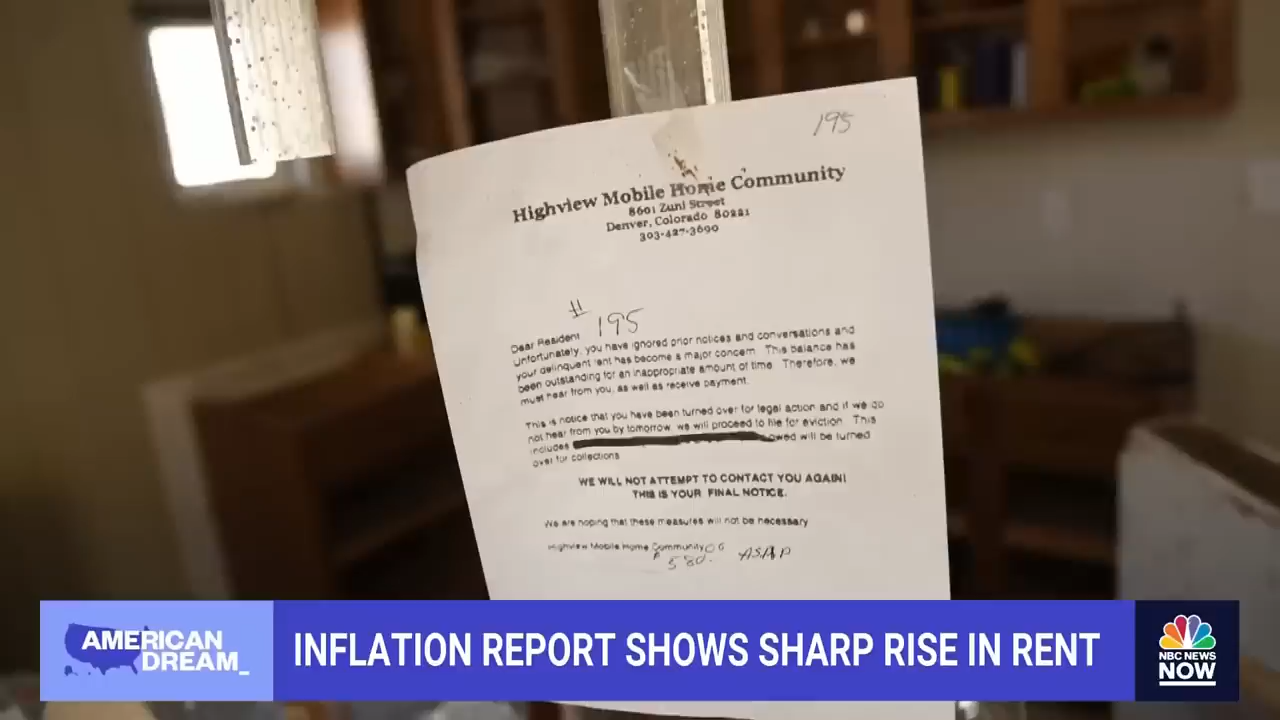 195
Highview Mobile Home Community
8601 Zuni Street
Denver, Colorado 80221
303-427-3690
# 195
Dear Resident
Unfortunately, you have ignored prior notices and conversations and
your delinquent rent has become a major concern. This balance has
been outstanding for an inappropriate amount of time. Therefore, we
must hear from you, as well as receive payment.
This is notice that you have been turned over for legal action and if we do
not hear from you by tomorrow we will proceed to file for eviction. This
includes owed will be turned
over for collections
WE WILL NOT ATTEMPT TO CONTACT YOU AGAIN!
THIS IS YOUR FINAL NOTICE.
We are hoping that these measures will not be necessary
Highview Mobile Home Community
580. ASAP
AMERICAN
DREAM_
INFLATION REPORT SHOWS SHARP RISE IN RENT
NBC NEWS
NOW